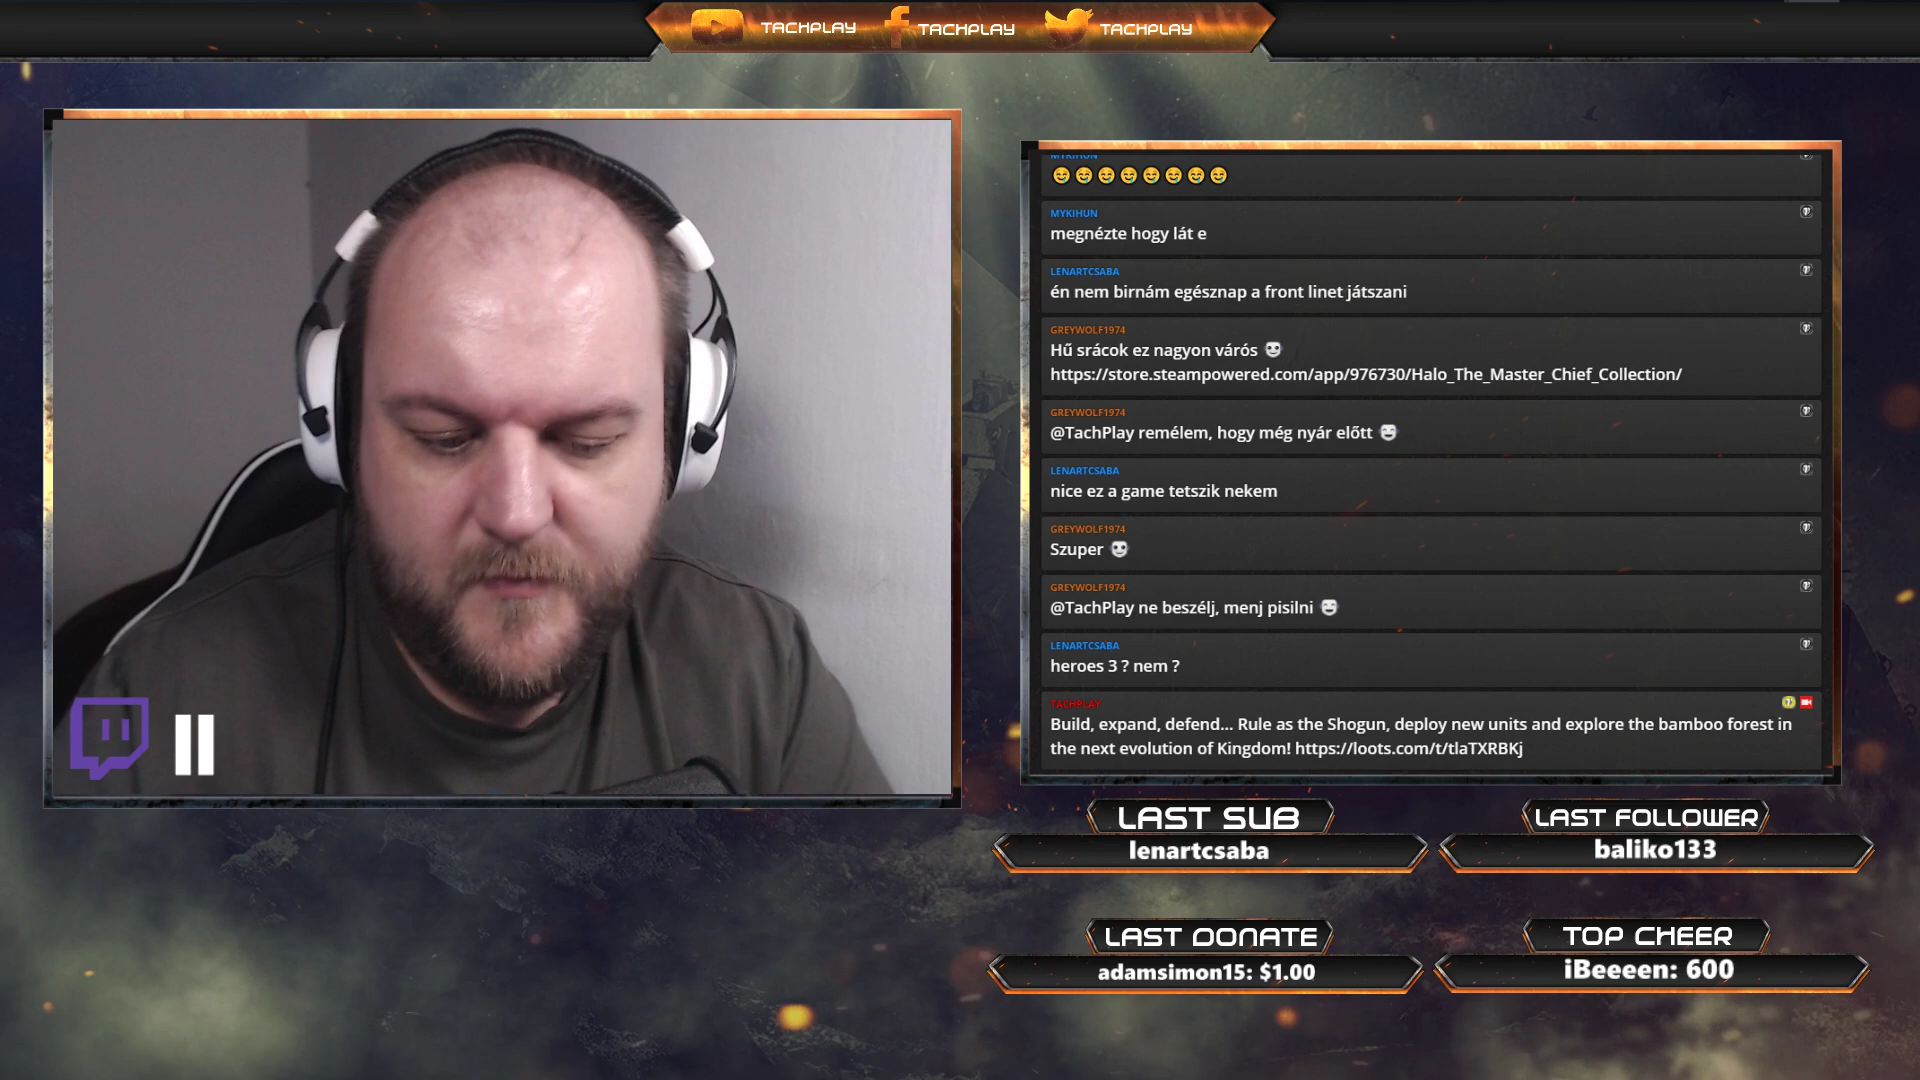 TACHPLAY
TACHPLAY
TACHPLAY
MYKIHUN
MYKIHUN
megnézte hogy lát e
LENARTCSABA
én nem birnám egésznap a front linet játszani
GREYWOLF1974
Hű srácok ez nagyon várós
https://store.steampowered.com/app/976730/Halo_The_Master_Chief_Collection/
GREYWOLF1974
@TachPlay remélem, hogy még nyár előtt
LENARTCSABA
nice ez a game tetszik nekem
GREYWOLF1974
Szuper
GREYWOLF1974
@TachPlay ne beszélj, menj pisilni
LENARTCSABA
heroes 3 ? nem ?
TACHPLAY
Build, expand, defend... Rule as the Shogun, deploy new units and explore the bamboo forest in
the next evolution of Kingdom! https://loots.com/t/tlaTXRBKj
LAST SUB
lenartcsaba
LAST FOLLOWER
baliko133
LAST DONATE
adamsimon15: $1.00
TOP CHEER
iBeeeen: 600